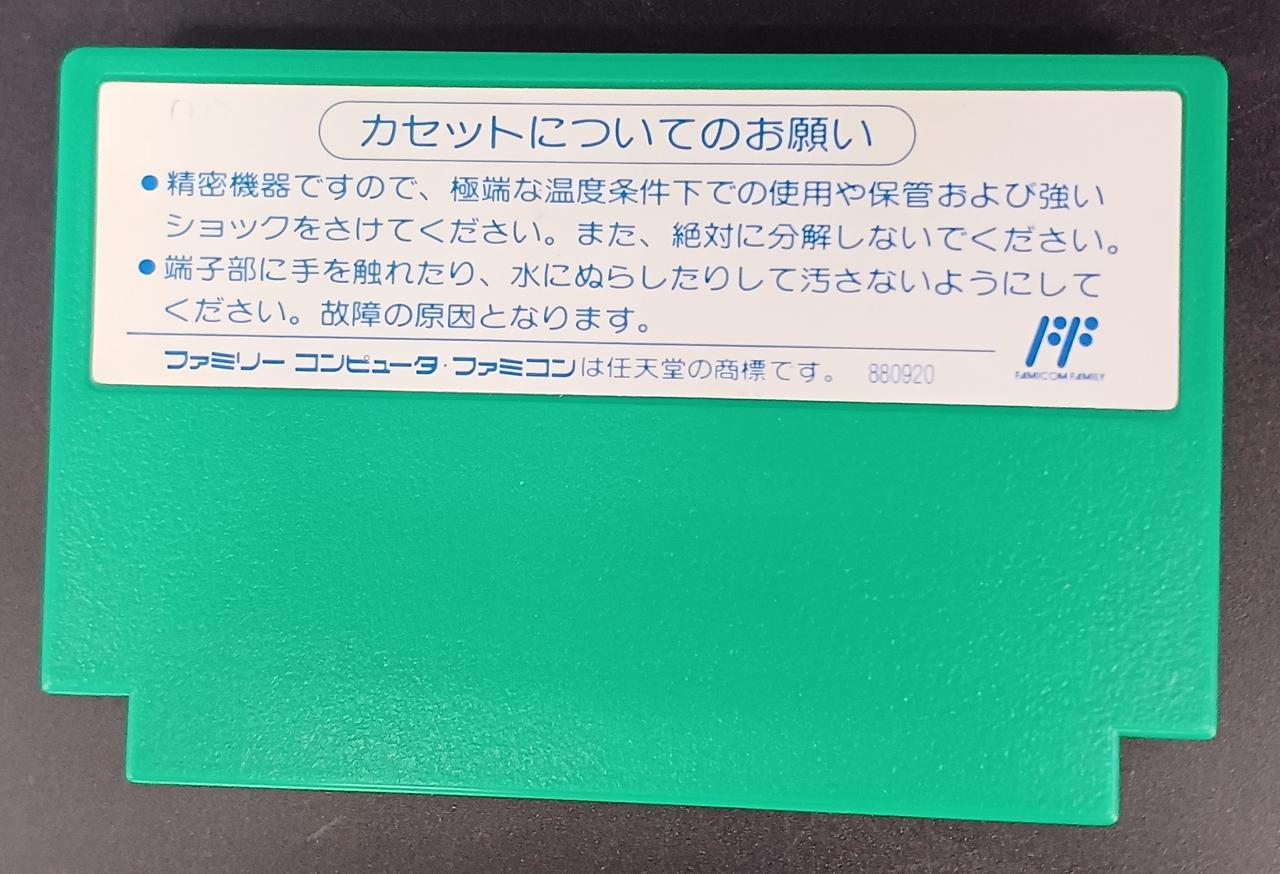 カセットについてのお願い
●精密機器ですので、極端な温度条件下での使用や保管および強い
ショックをさけてください。また、絶対に分解しないでください。
●端子部に手を触れたり、水にぬらしたりして汚さないようにして
ください。故障の原因となります。
ファミリー コンピュータ・ファミコンは任天堂の商標です。 880920
FAMICOM FAMILY